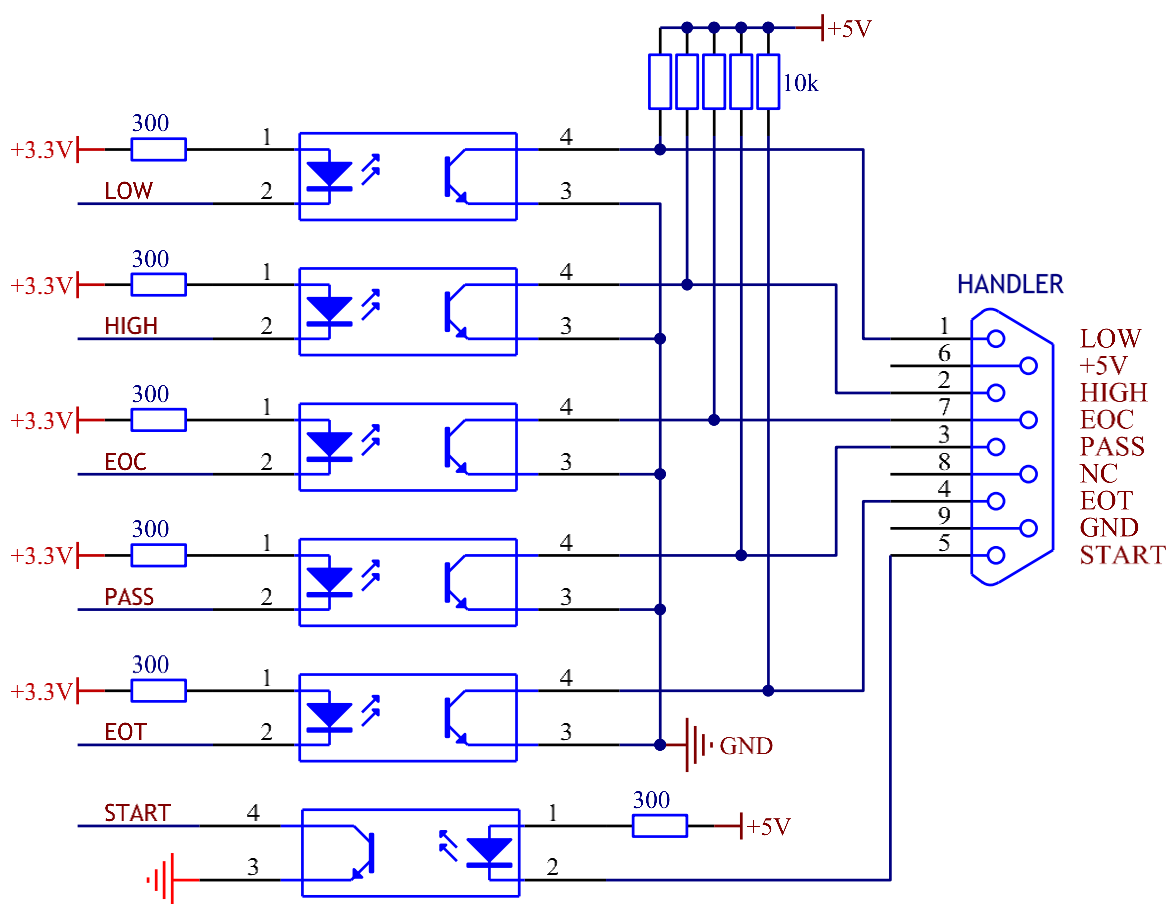 +5V
10k
300
+3.3V
1
4
LOW
2
3
300
+3.3V
1
4
HIGH
2
3
300
+3.3V
1
4
EOC
2
3
300
+3.3V
1
4
PASS
2
3
300
+3.3V
1
4
EOT
2
3
GND
START
4
1
300
+5V
3
2
HANDLER
1 LOW
6 +5V
2 HIGH
7 EOC
3 PASS
8 NC
4 EOT
9 GND
5 START